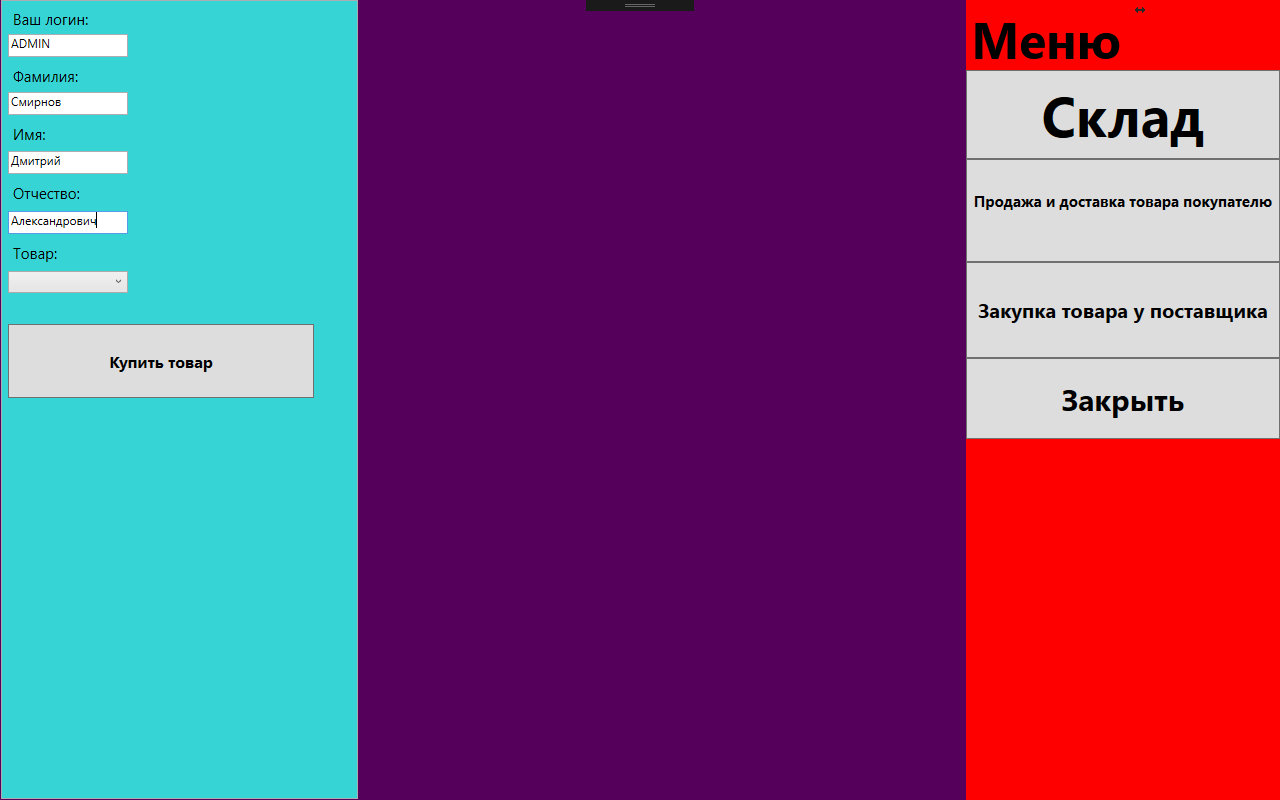 Ваш логин:
ADMIN
Фамилия:
Смирнов
Имя:
Дмитрий
Отчество:
Александрович
Товар:
Купить товар
Меню
Склад
Продажа и доставка товара покупателю
Закупка товара у поставщика
Закрыть